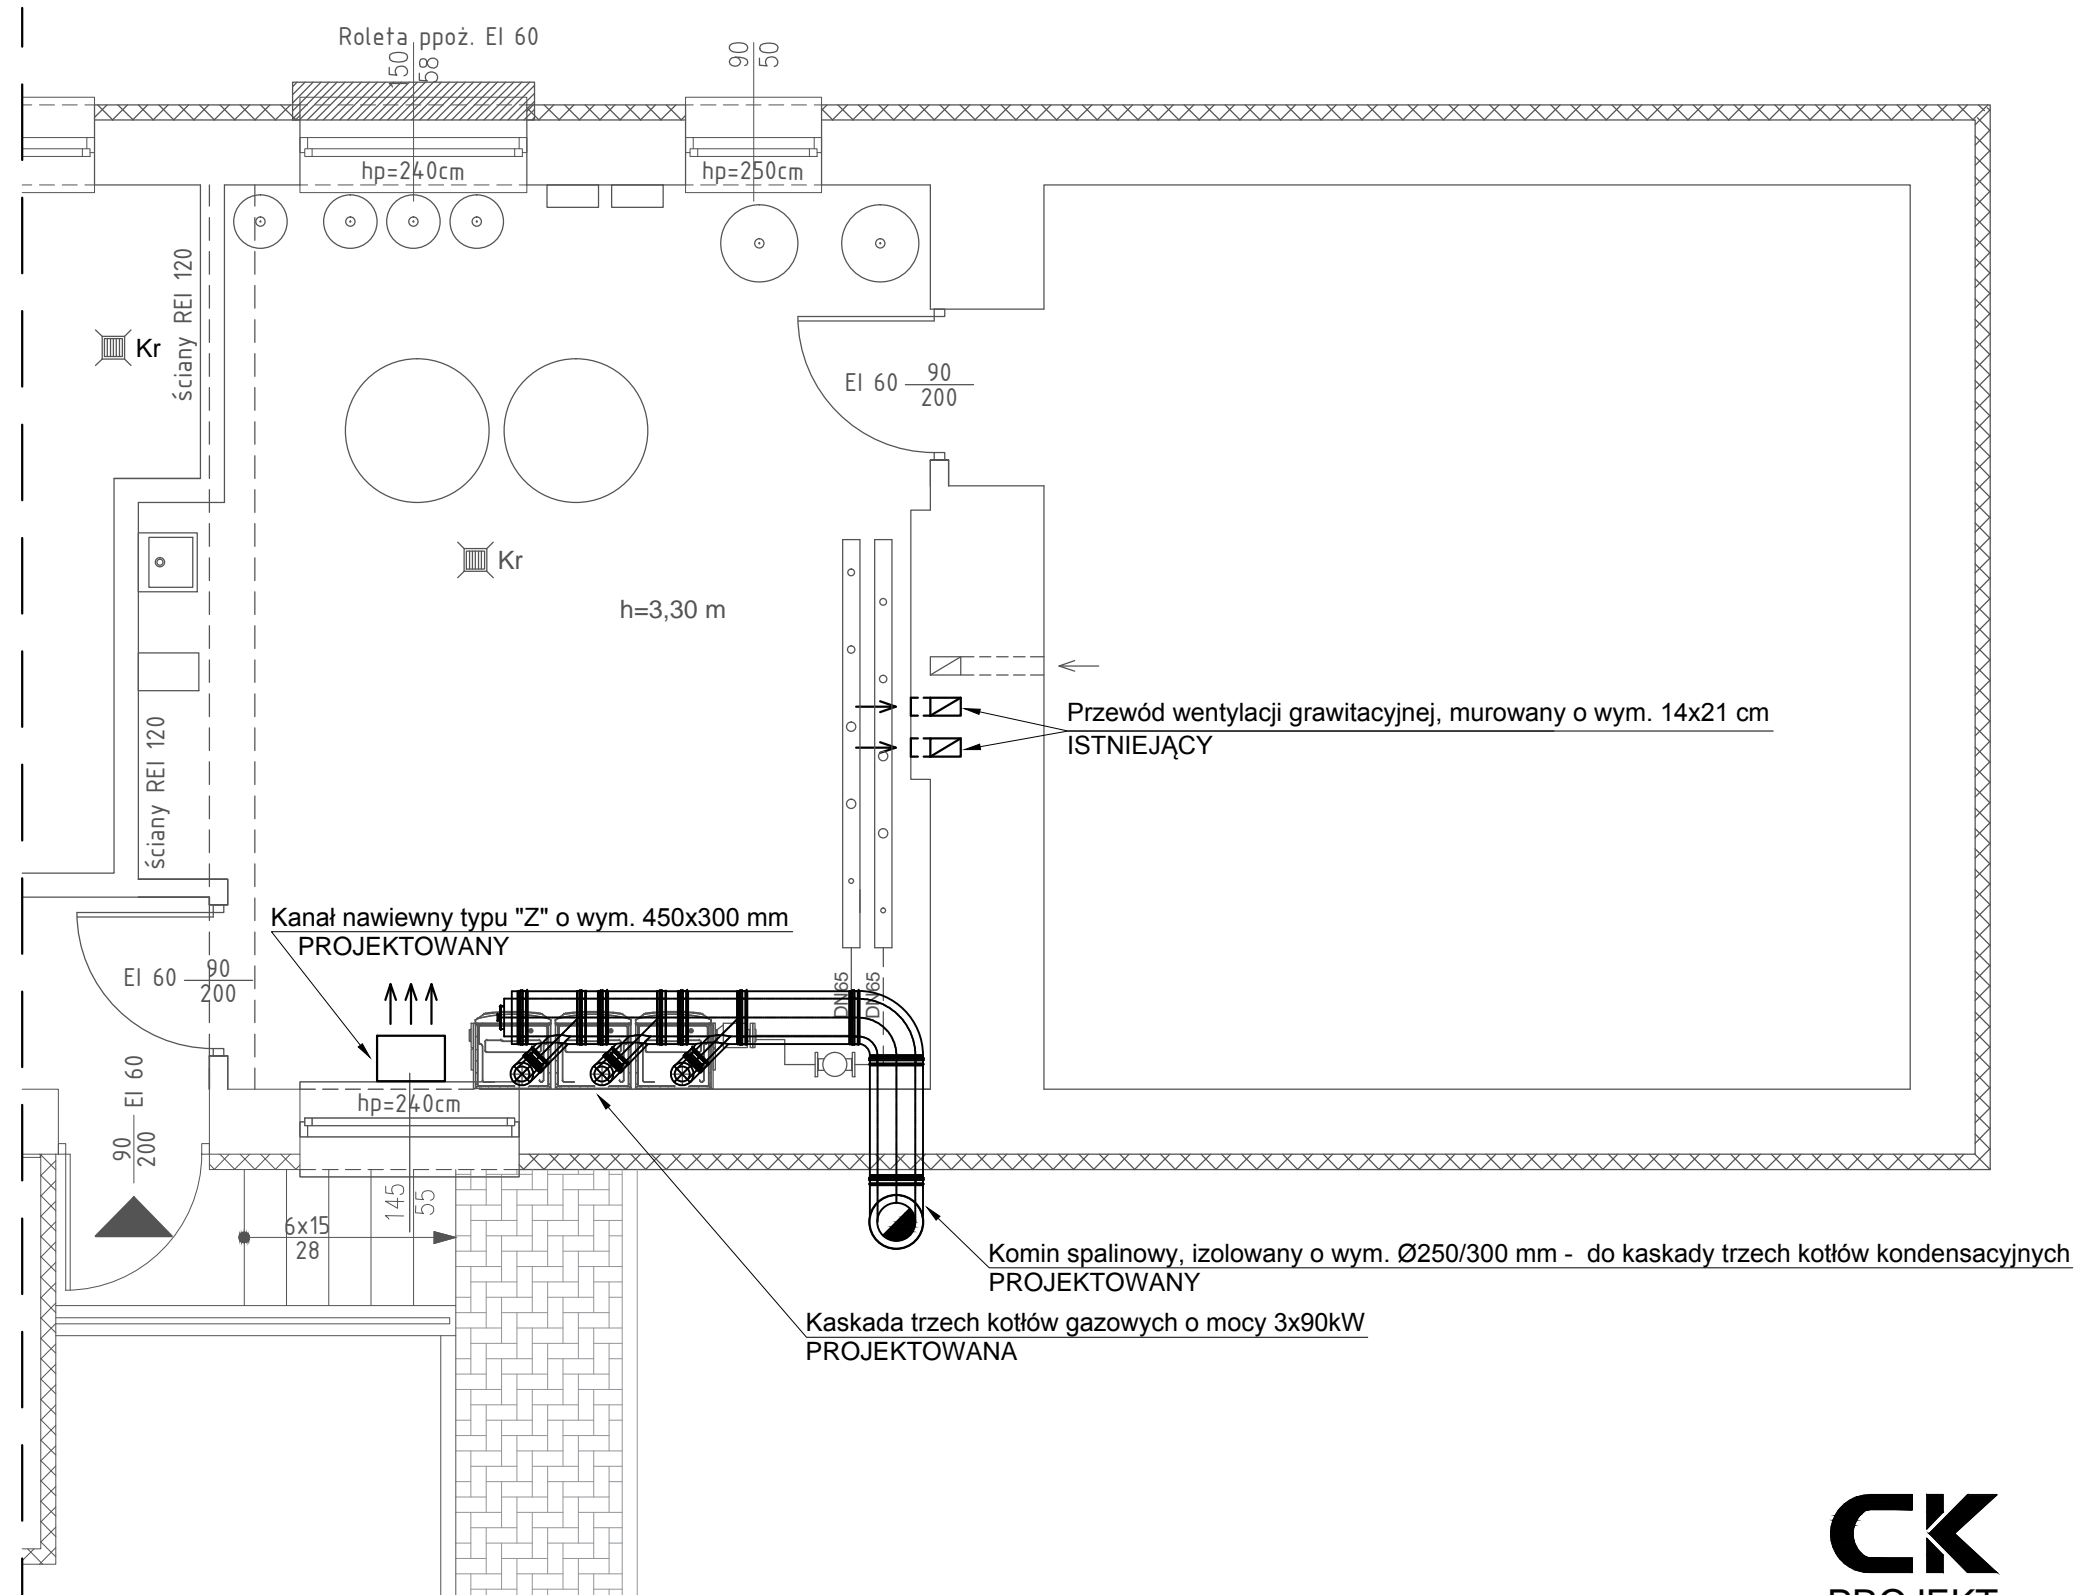 Roleta ppoż. EI 60
150
58
90
50
hp=240cm
hp=250cm
ściany REI 120
Kr
EI 60 90
200
Kr
h=3,30 m
Przewód wentylacji grawitacyjnej, murowany o wym. 14x21 cm
ISTNIEJĄCY
ściany REI 120
Kanał nawiewny typu "Z" o wym. 450x300 mm
PROJEKTOWANY
EI 60 90
200
DN65
DN65
90 EI 60
200
hp=240cm
145
55
6x15
28
Komin spalinowy, izolowany o wym. Ø250/300 mm - do kaskady trzech kotłów kondensacyjnych
PROJEKTOWANY
Kaskada trzech kotłów gazowych o mocy 3x90kW
PROJEKTOWANA
CK
PROJEKT